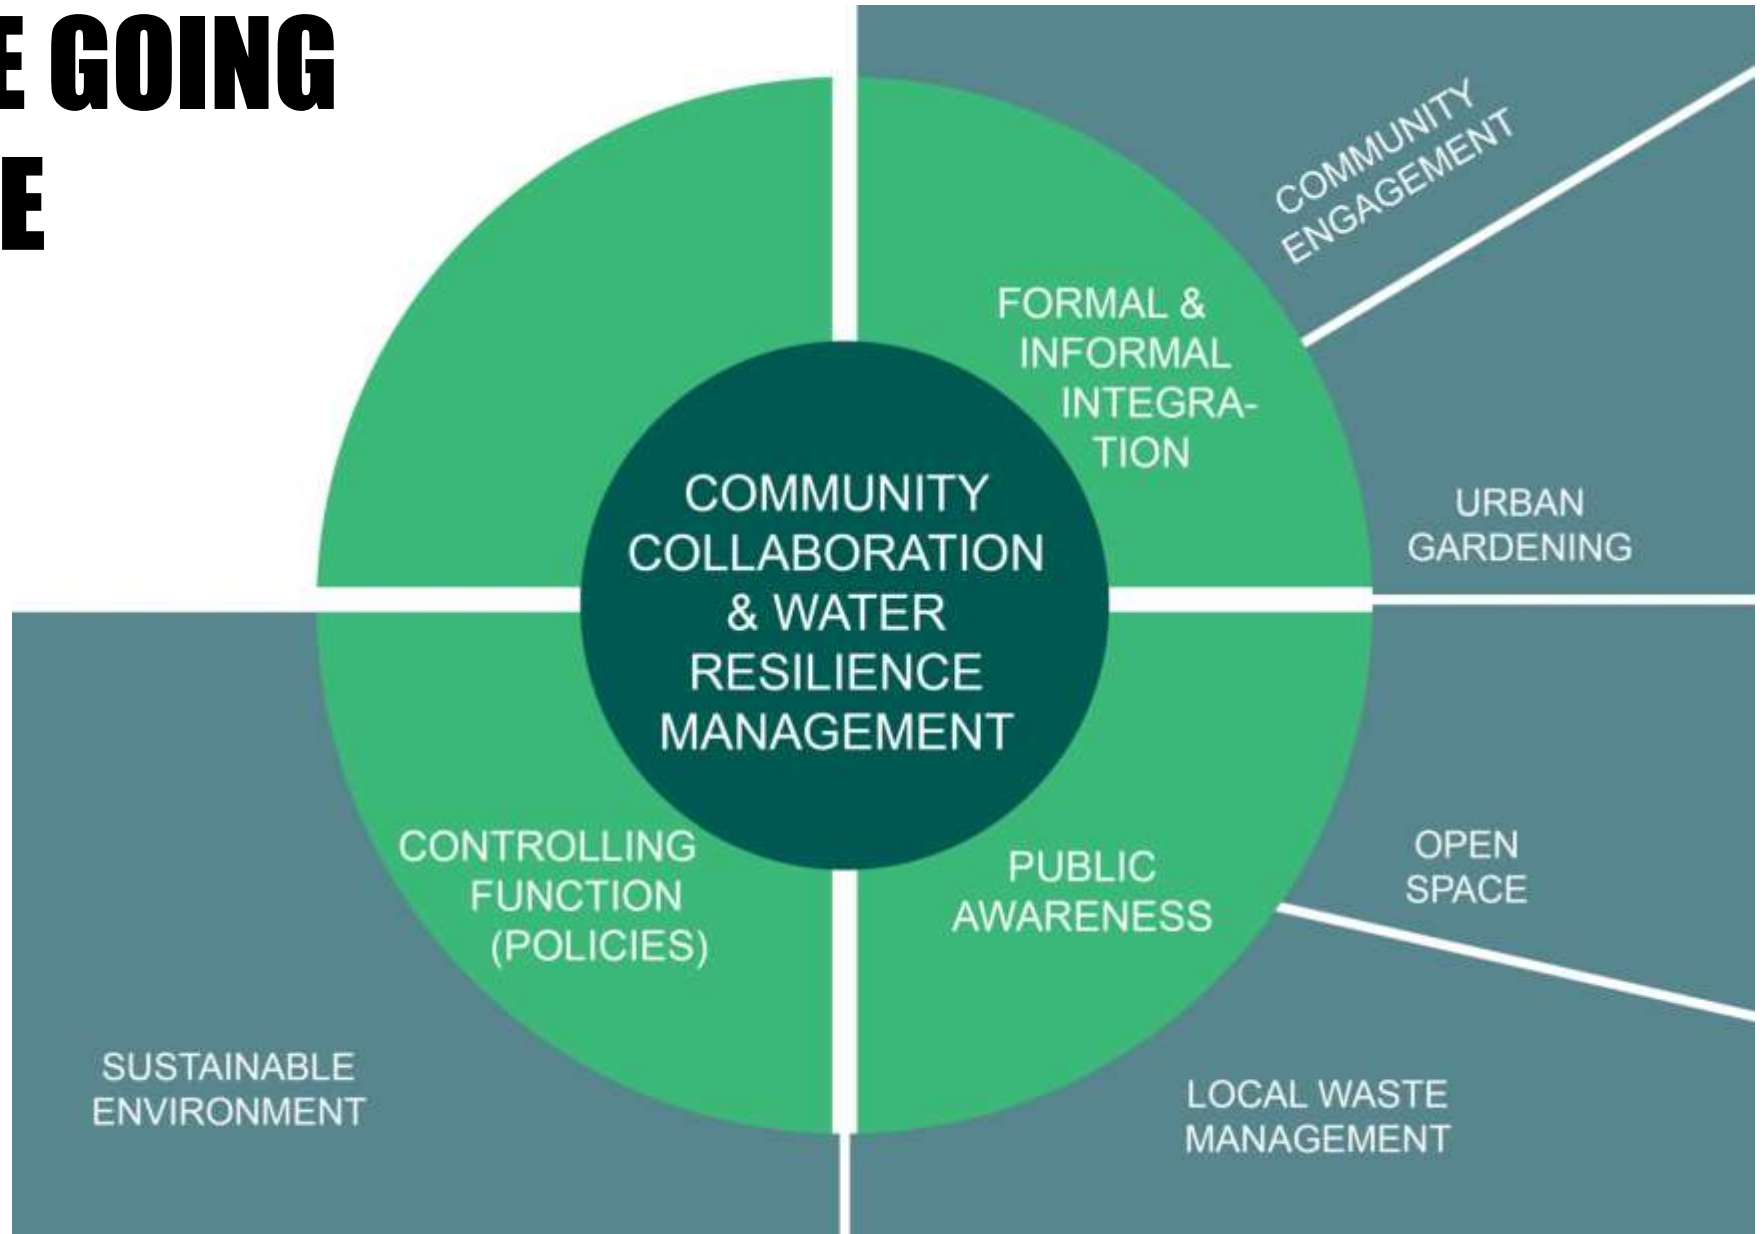 E GOING
E
COMMUNITY
ENGAGEMENT
FORMAL &
INFORMAL
INTEGRA-
TION
URBAN
GARDENING
COMMUNITY
COLLABORATION
& WATER
RESILIENCE
MANAGEMENT
CONTROLLING
FUNCTION
(POLICIES)
PUBLIC
AWARENESS
OPEN
SPACE
SUSTAINABLE
ENVIRONMENT
LOCAL WASTE
MANAGEMENT